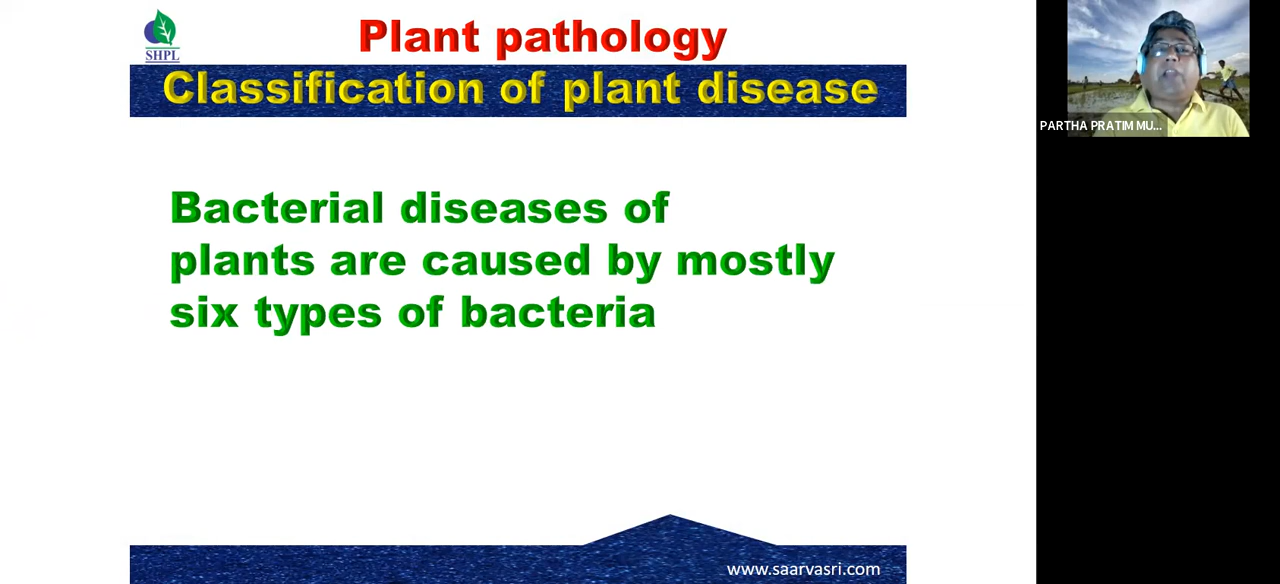 Plant pathology
SHPL
Classification of plant disease
Bacterial diseases of
plants are caused by mostly
six types of bacteria
www.saarvasri.com
PARTHA PRATIM MU...